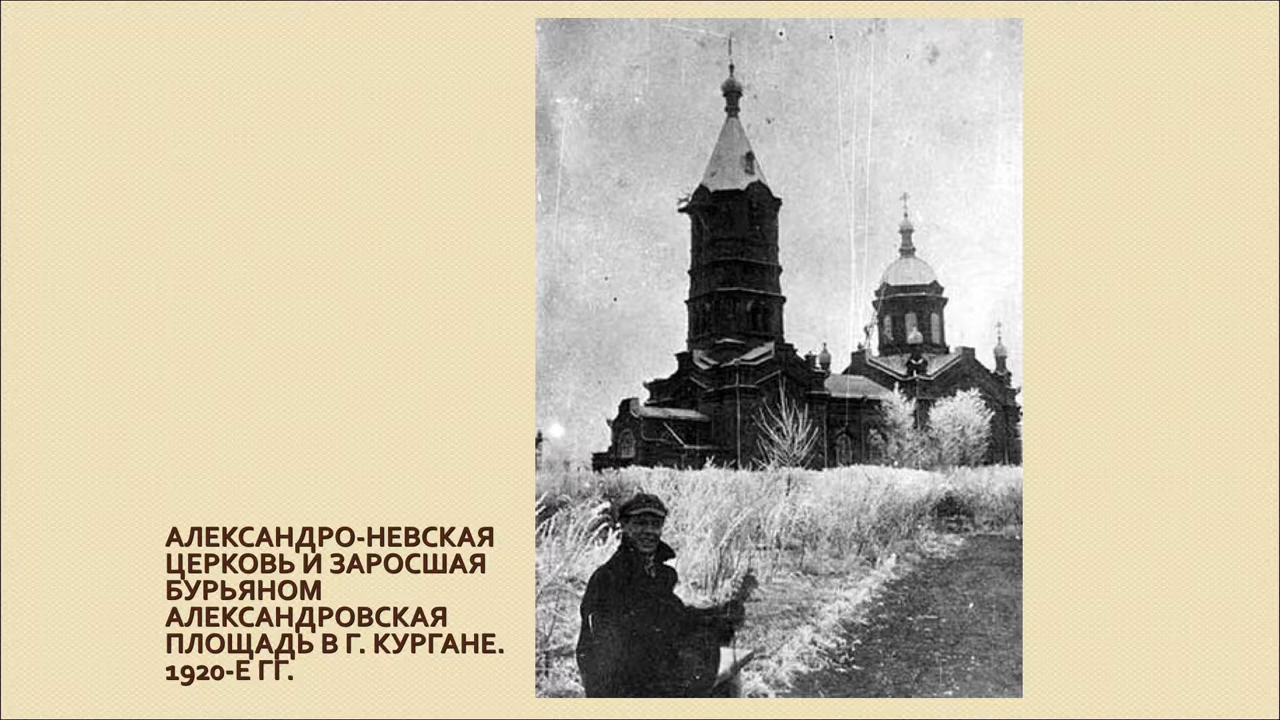 АЛЕКСАНДРО-НЕВСКАЯ
ЦЕРКОВЬ И ЗАРОСШАЯ
БУРЬЯНОМ
АЛЕКСАНДРОВСКАЯ
ПЛОЩАДЬ В Г. КУРГАНЕ.
1920-Е ГГ.